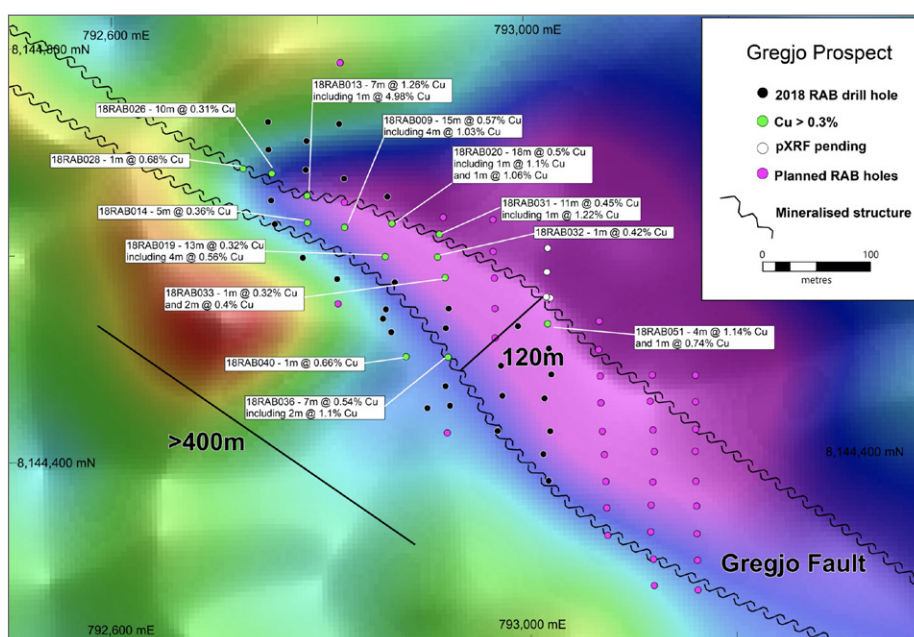 792,600 mE
793,000 mE
8,144,800 mN
Gregjo Prospect
2018 RAB drill hole
Cu > 0.3%
pXRF pending
Planned RAB holes
Mineralised structure
0
100
metres
18RAB013 - 7m @ 1.26% Cu
including 1m @ 4.98% Cu
18RAB026 - 10m @ 0.31% Cu
18RAB009 - 15m @ 0.57% Cu
including 4m @ 1.03% Cu
18RAB028 - 1m @ 0.68% Cu
18RAB020 - 18m @ 0.5% Cu
including 1m @ 1.1% Cu
and 1m @ 1.06% Cu
18RAB014 - 5m @ 0.36% Cu
18RAB031 - 11m @ 0.45% Cu
including 1m @ 1.22% Cu
18RAB032 - 1m @ 0.42% Cu
18RAB019 - 13m @ 0.32% Cu
including 4m @ 0.56% Cu
18RAB033 - 1m @ 0.32% Cu
and 2m @ 0.4% Cu
18RAB051 - 4m @ 1.14% Cu
and 1m @ 0.74% Cu
120m
18RAB040 - 1m @ 0.66% Cu
18RAB036 - 7m @ 0.54% Cu
including 2m @ 1.1% Cu
>400m
8,144,400 mN
8,144,400 mN
Gregjo Fault
792,600 mE
793,000 mE